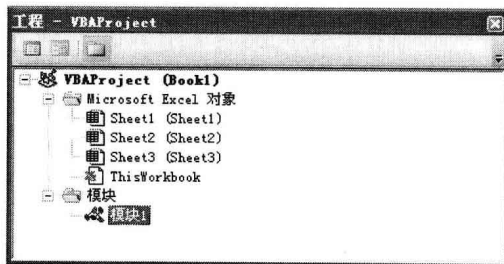 工程 - VBAProject
VBAProject (Book1)
Microsoft Excel 对象
Sheet1 (Sheet1)
Sheet2 (Sheet2)
Sheet3 (Sheet3)
ThisWorkbook
模块
模块1